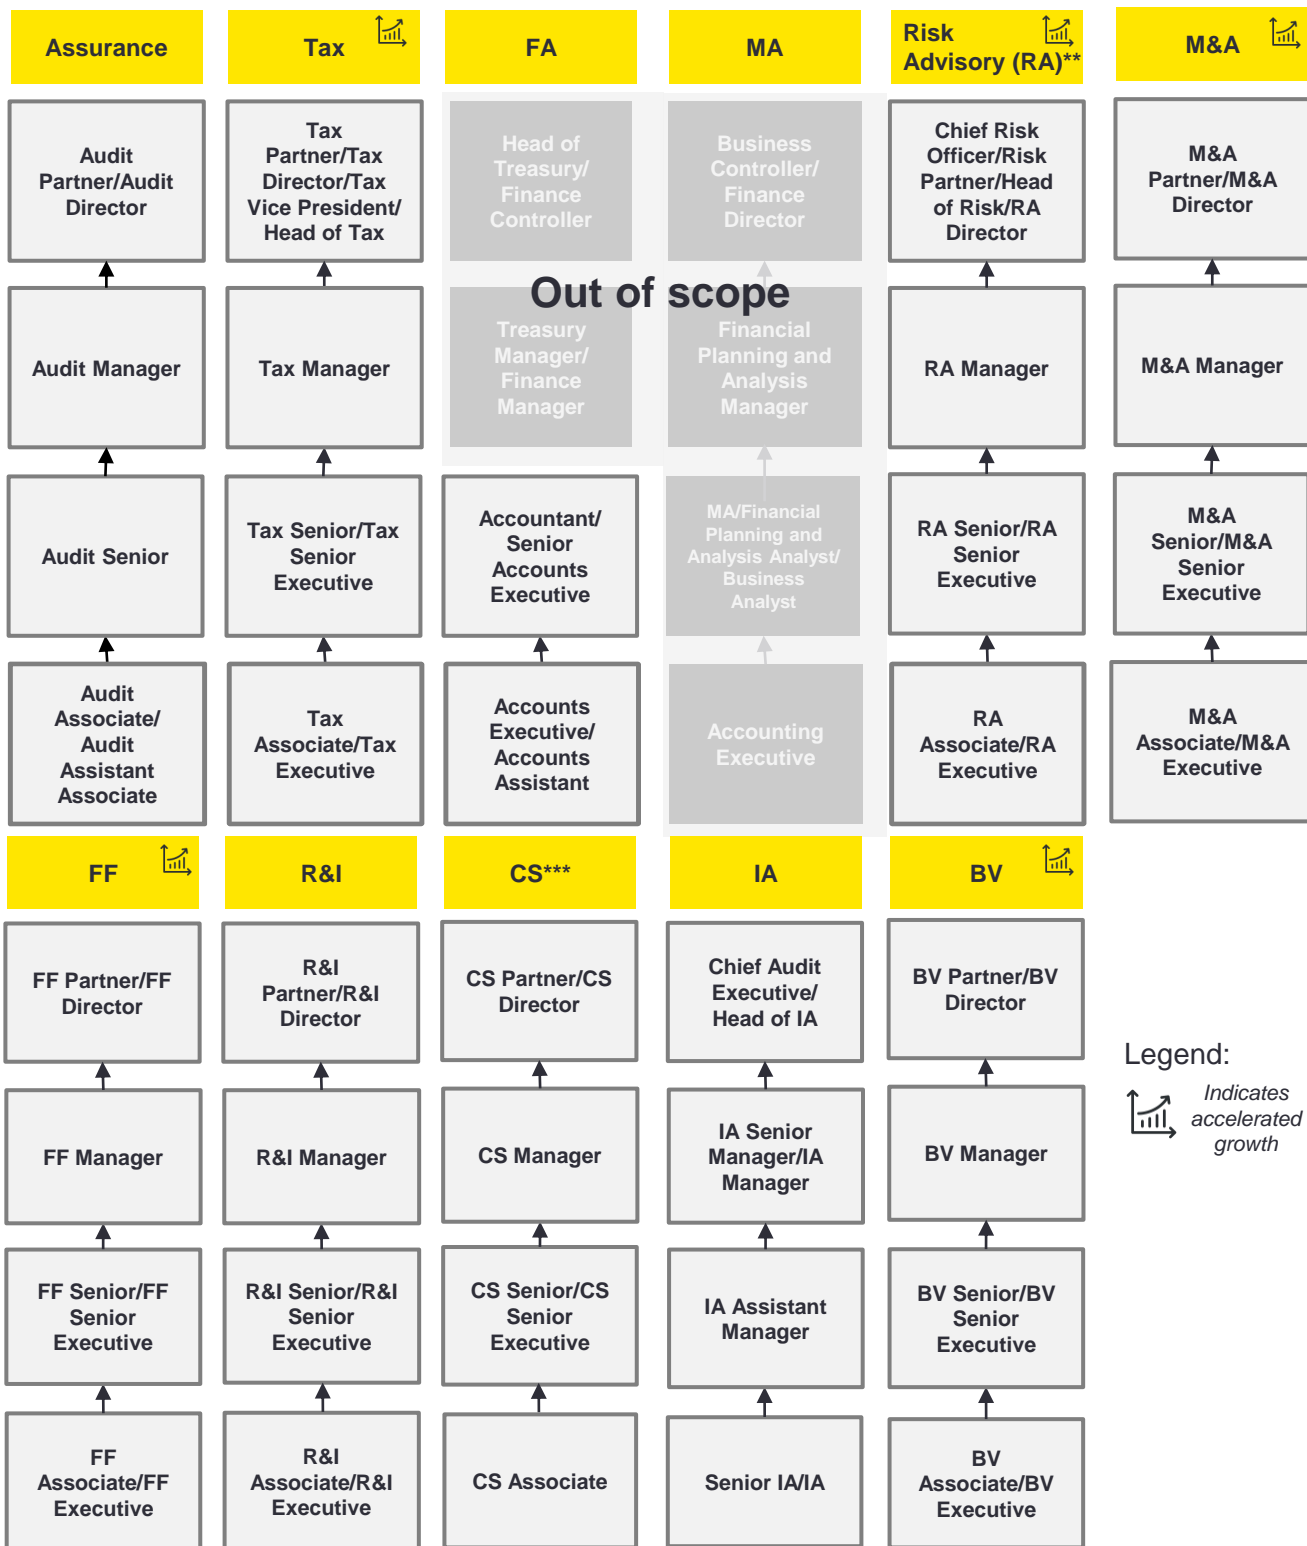 Assurance
Tax
FA
MA
Risk
Advisory (RA)**
M&A
Audit
Partner/Audit
Director
Tax
Partner/Tax
Director/Tax
Vice President/
Head of Tax
Head of
Treasury/
Finance
Controller
Business
Controller/
Finance
Director
Chief Risk
Officer/Risk
Partner/Head
of Risk/RA
Director
M&A
Partner/M&A
Director
Out of scope
Audit Manager
Tax Manager
Treasury
Manager/
Finance
Manager
Financial
Planning and
Analysis
Manager
RA Manager
M&A Manager
Audit Senior
Tax Senior/Tax
Senior
Executive
Accountant/
Senior
Accounts
Executive
MA/Financial
Planning and
Analysis Analyst/
Business
Analyst
RA Senior/RA
Senior
Executive
M&A
Senior/M&A
Senior
Executive
Audit
Associate/
Audit
Assistant
Associate
Tax
Associate/Tax
Executive
Accounts
Executive/
Accounts
Assistant
Accounting
Executive
RA
Associate/RA
Executive
M&A
Associate/M&A
Executive
FF
R&I
CS***
IA
BV
FF Partner/FF
Director
R&I
Partner/R&I
Director
CS Partner/CS
Director
Chief Audit
Executive/
Head of IA
BV Partner/BV
Director
Legend:
Indicates
accelerated
growth
FF Manager
R&I Manager
CS Manager
IA Senior
Manager/IA
Manager
BV Manager
FF Senior/FF
Senior
Executive
R&I Senior/R&I
Senior
Executive
CS Senior/CS
Senior
Executive
IA Assistant
Manager
BV Senior/BV
Senior
Executive
FF
Associate/FF
Executive
R&I
Associate/R&I
Executive
CS Associate
Senior IA/IA
BV
Associate/BV
Executive